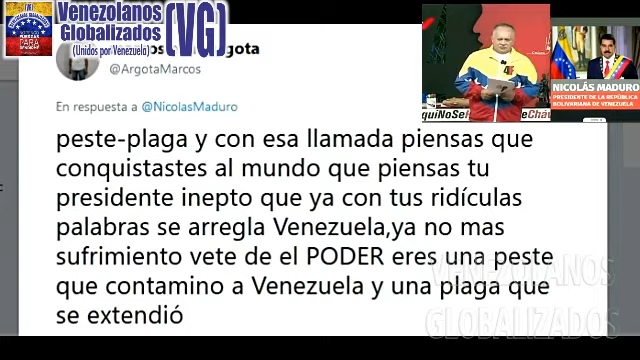 Venezolanos
Globalizados
(Unidos por Venezuela)
(VG)
@ArgotaMarcos
En respuesta a @NicolasMaduro
peste-plaga y con esa llamada piensas que
conquistastes al mundo que piensas tu
presidente inepto que ya con tus ridículas
palabras se arregla Venezuela,ya no mas
sufrimiento vete de el PODER eres una peste
que contamino a Venezuela y una plaga que
se extendió
NICOLÁS MADURO
PRESIDENTE DE LA REPÚBLICA
BOLIVARIANA DE VENEZUELA
VENEZOLANOS
GLOBALIZADOS